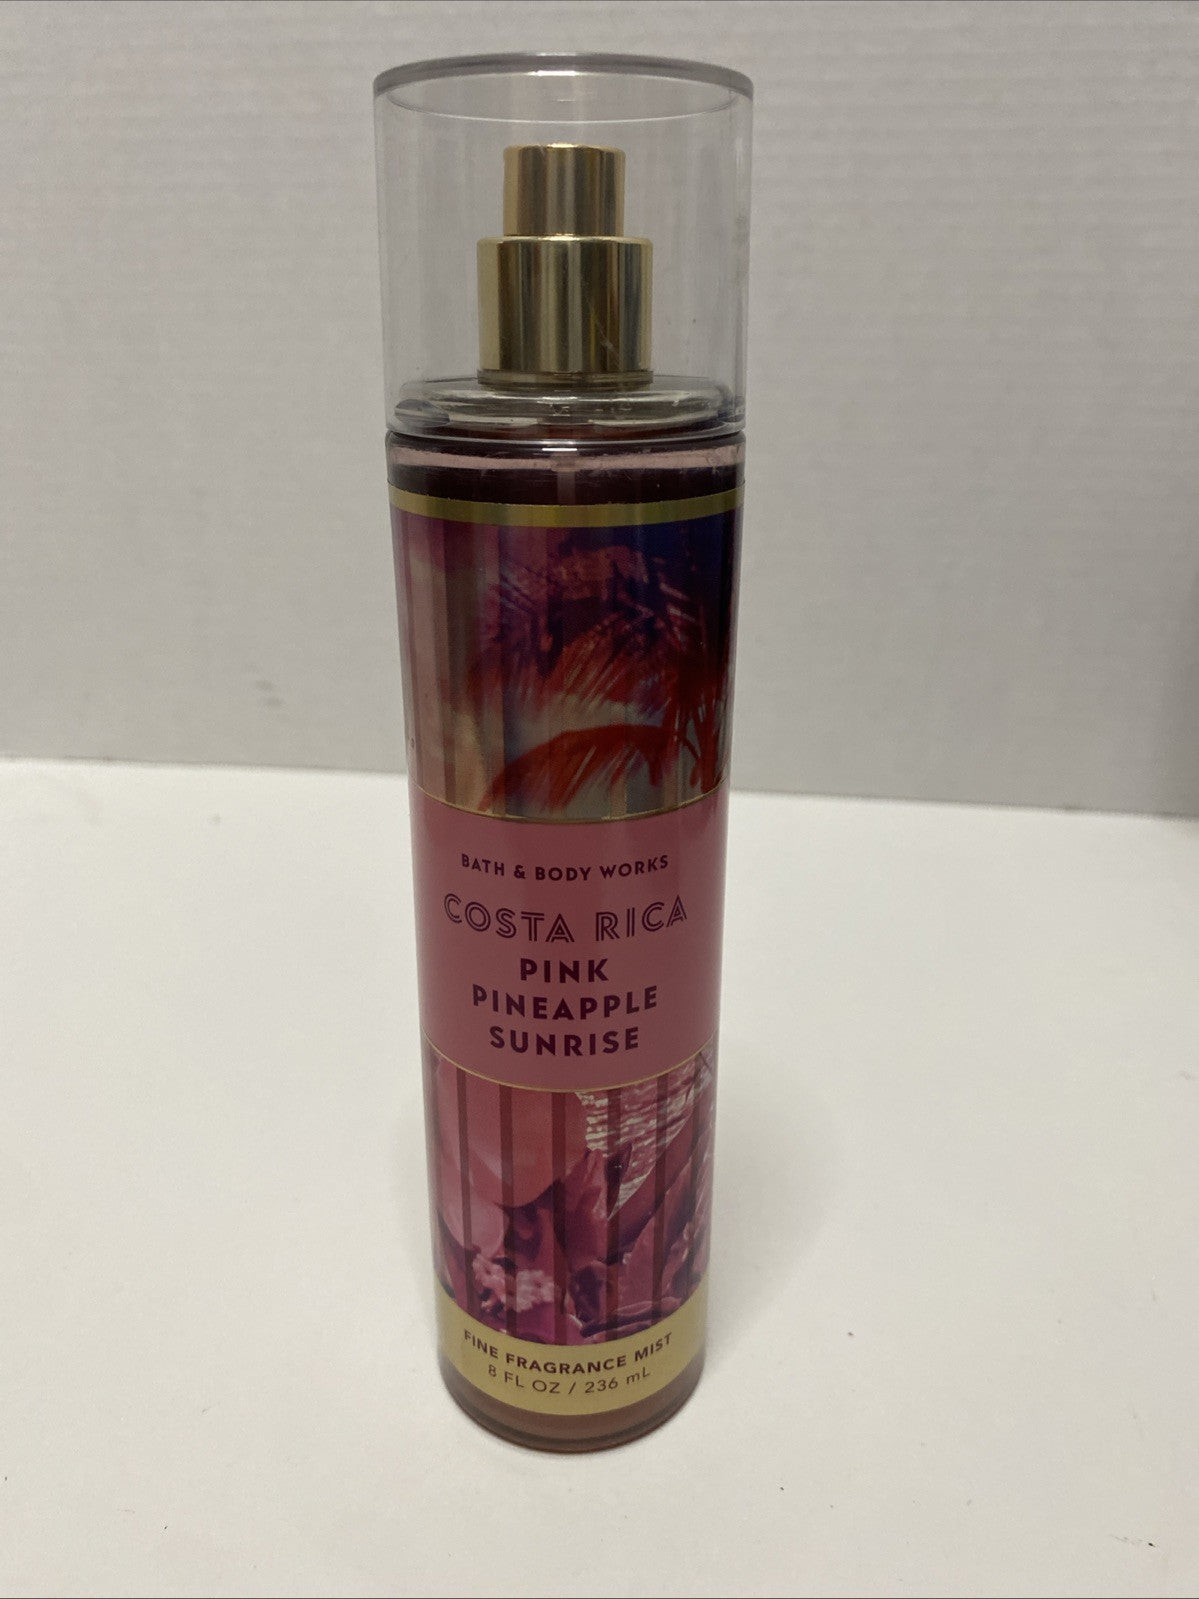 BATH & BODY WORKS
COSTA RICA
PINK
PINEAPPLE
SUNRISE
FINE FRAGRANCE MIST
8 FL OZ / 236 mL